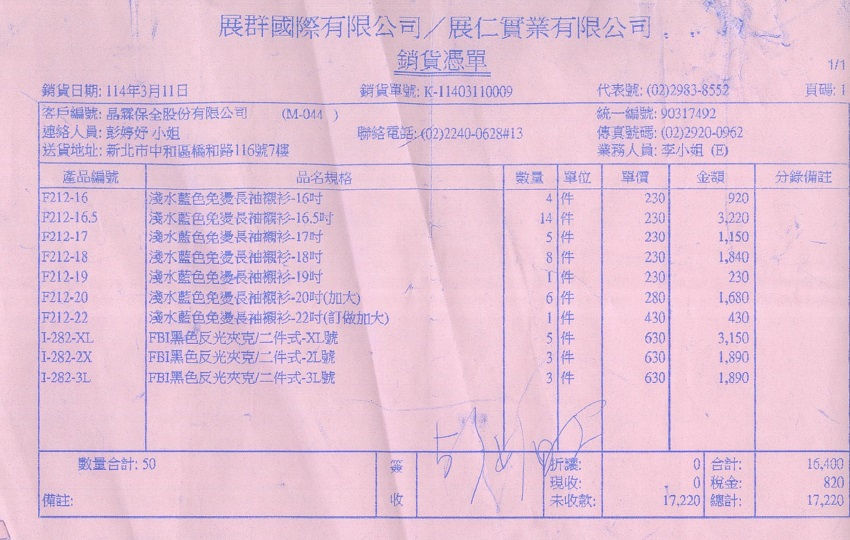 展群國際有限公司／展仁實業有限公司
銷貨憑單
1/1
銷貨日期: 114年3月11日 銷貨單號: K-11403110009 代表號: (02)2983-8552 頁碼: 1
客戶編號: 晶霖保全股份有限公司 (M-044 ) 統一編號: 90317492
連絡人員: 彭婷妤 小姐 聯絡電話: (02)2240-0628#13 傳真號碼: (02)2920-0962
送貨地址: 新北市中和區橋和路116號7樓 業務人員: 李小姐 (E)
產品編號 品名規格 數量 單位 單價 金額 分錄備註
F212-16 淺水藍色免燙長袖襯衫-16吋 4 件 230 920
F212-16.5 淺水藍色免燙長袖襯衫-16.5吋 14 件 230 3,220
F212-17 淺水藍色免燙長袖襯衫-17吋 5 件 230 1,150
F212-18 淺水藍色免燙長袖襯衫-18吋 8 件 230 1,840
F212-19 淺水藍色免燙長袖襯衫-19吋 1 件 230 230
F212-20 淺水藍色免燙長袖襯衫-20吋(加大) 6 件 280 1,680
F212-22 淺水藍色免燙長袖襯衫-22吋(訂做加大) 1 件 430 430
I-282-XL FBI黑色反光夾克/二件式-XL號 5 件 630 3,150
I-282-2X FBI黑色反光夾克/二件式-2L號 3 件 630 1,890
I-282-3L FBI黑色反光夾克/二件式-3L號 3 件 630 1,890
數量合計: 50 簽收 折讓: 0 合計: 16,400
現收: 0 稅金: 820
備註: 未收款: 17,220 總計: 17,220